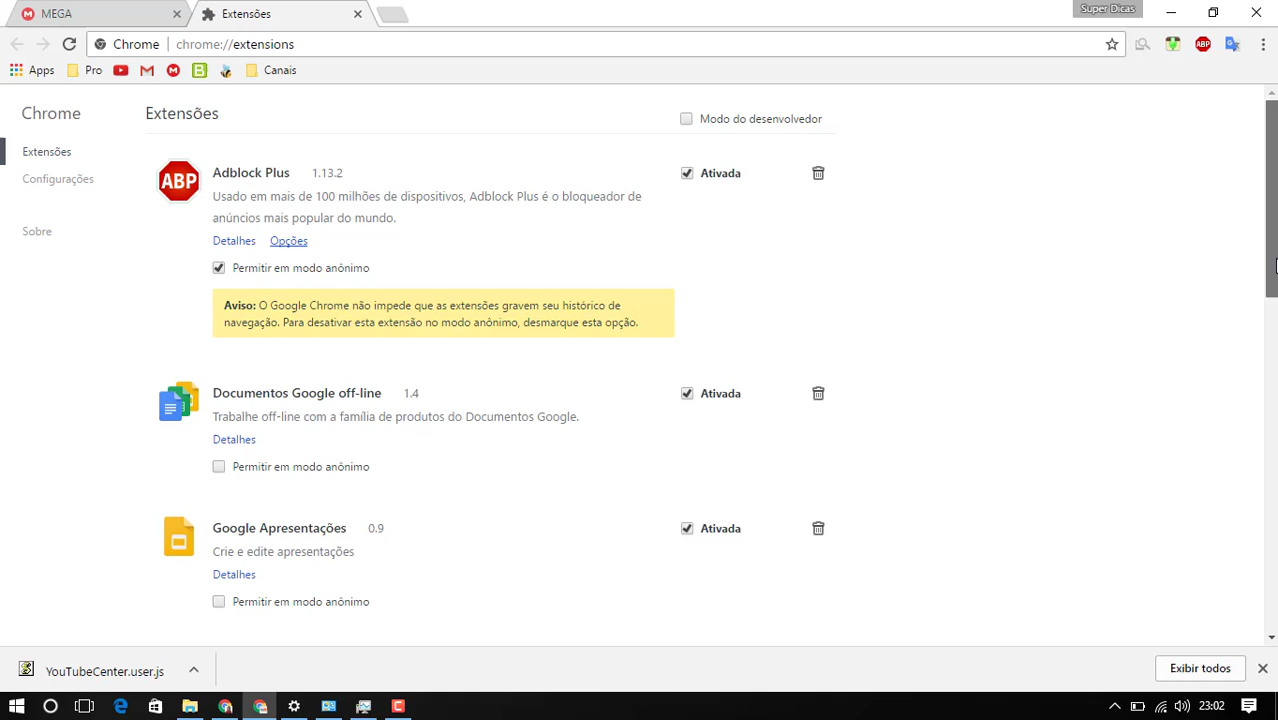 MEGA
Extensões
Super Dicas
Chrome
chrome://extensions
ABP
Apps
Pro
M
M
B
Canais
Chrome
Extensões
Modo do desenvolvedor
Extensões
Configurações
Sobre
ABP
Adblock Plus 1.13.2
Ativada
Usado em mais de 100 milhões de dispositivos, Adblock Plus é o bloqueador de
anúncios mais popular do mundo.
Detalhes Opções
Permitir em modo anônimo
Aviso: O Google Chrome não impede que as extensões gravem seu histórico de
navegação. Para desativar esta extensão no modo anônimo, desmarque esta opção.
Documentos Google off-line 1.4
Ativada
Trabalhe off-line com a família de produtos do Documentos Google.
Detalhes
Permitir em modo anônimo
Google Apresentações 0.9
Ativada
Crie e edite apresentações
Detalhes
Permitir em modo anônimo
YouTubeCenter.user.js
Exibir todos
23:02